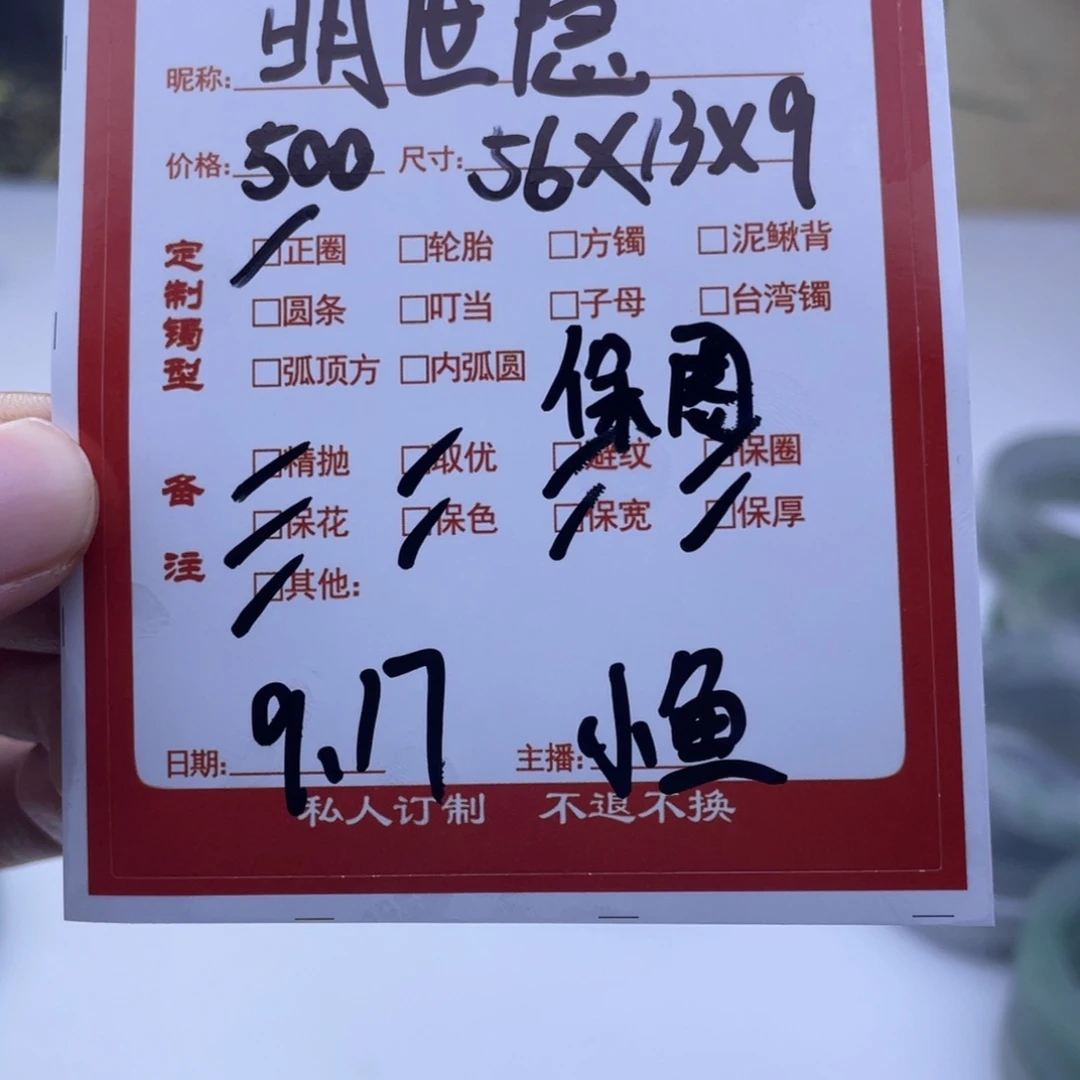 昵称: 明世隐
价格: 500 尺寸: 56X13X9
定制镯型
□正圈 □轮胎 □方镯 □泥鳅背
□圆条 □叮当 □子母 □台湾镯
□弧顶方 □内弧圆 保图
备注
□精抛 □取优 □避纹 □保圈
□保花 □保色 □保宽 □保厚
□其他:
日期: 9.17 主播: 小鱼
私人订制 不退不换